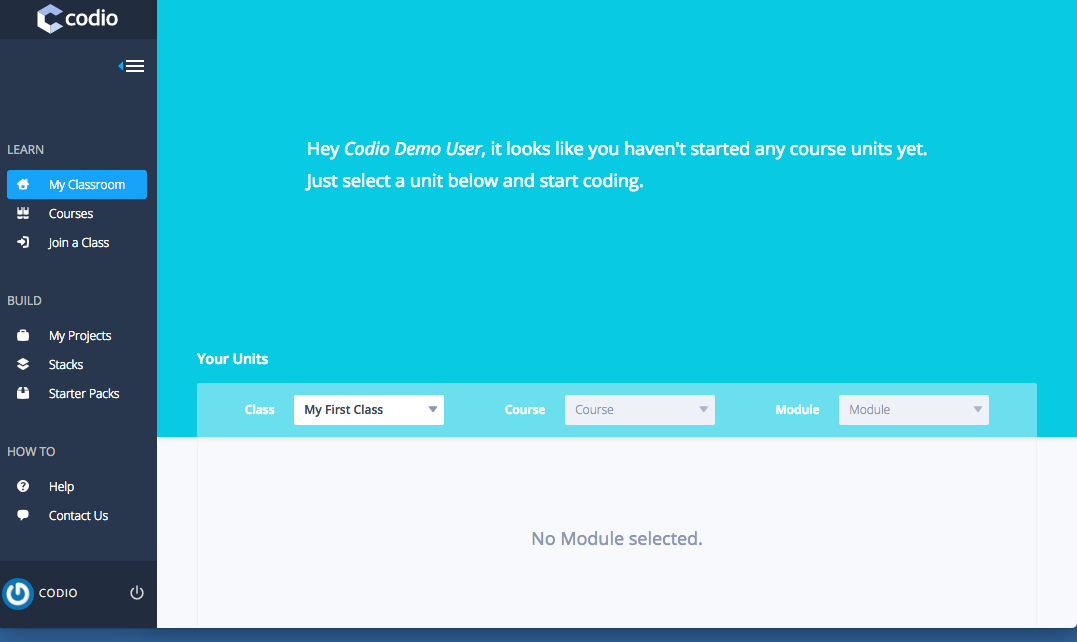 codio
LEARN
My Classroom
Courses
Join a Class
BUILD
My Projects
Stacks
Starter Packs
HOW TO
Help
Contact Us
CODIO
Hey Codio Demo User, it looks like you haven't started any course units yet.
Just select a unit below and start coding.
Your Units
Class My First Class Course Course Module Module
No Module selected.